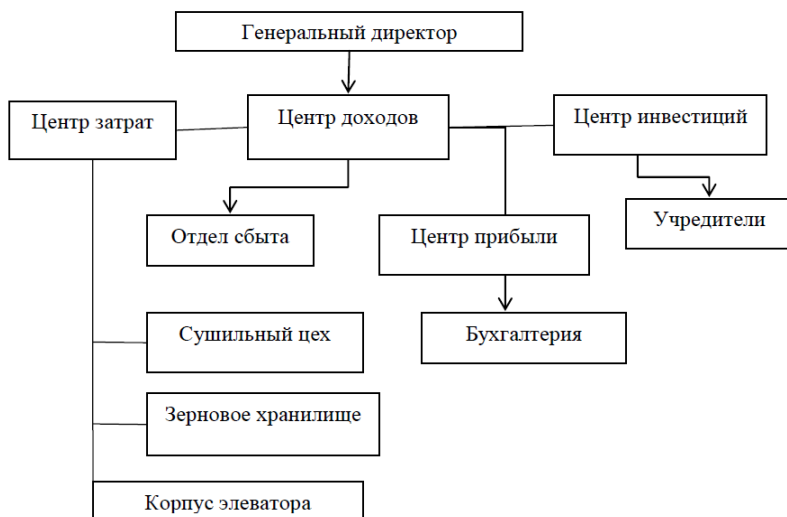 Генеральный директор
Центр затрат
Центр доходов
Центр инвестиций
Отдел сбыта
Центр прибыли
Учредители
Сушильный цех
Бухгалтерия
Зерновое хранилище
Корпус элеватора